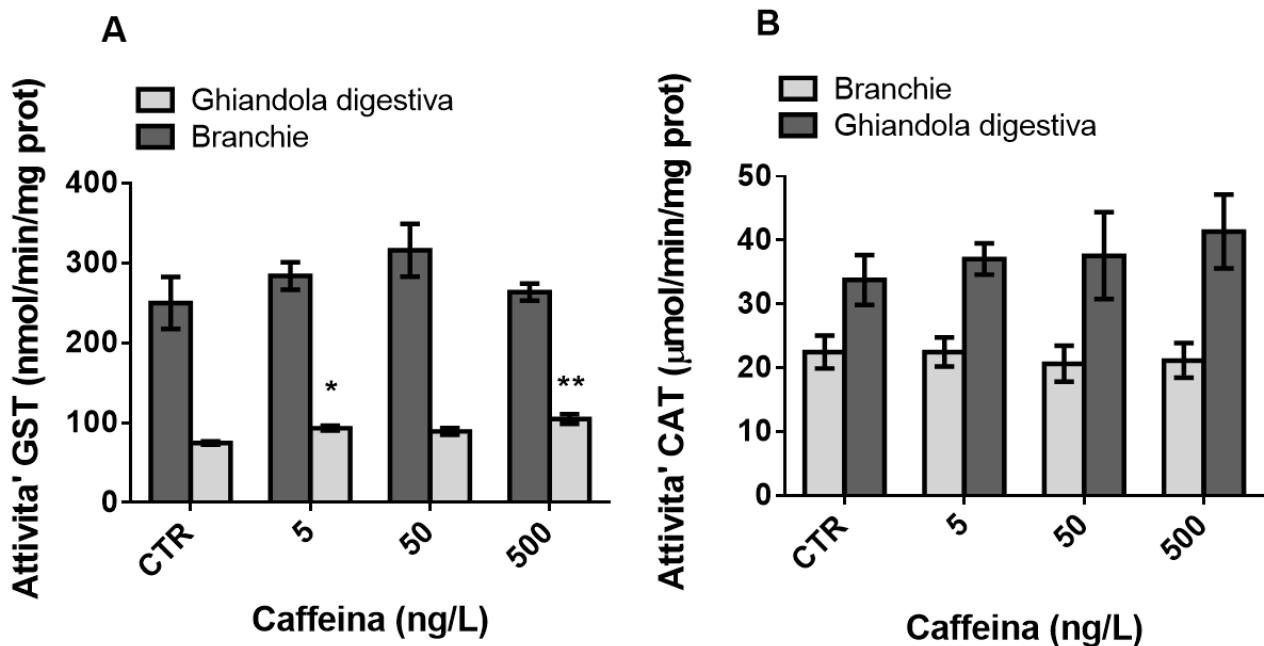 A
Ghiandola digestiva
Branchie
Attivita' GST (nmol/min/mg prot)
400
300
200
100
0
*
**
CTR
5
50
500
Caffeina (ng/L)
B
Branchie
Ghiandola digestiva
Attivita' CAT (μmol/min/mg prot)
50
40
30
20
10
0
CTR
5
50
500
Caffeina (ng/L)